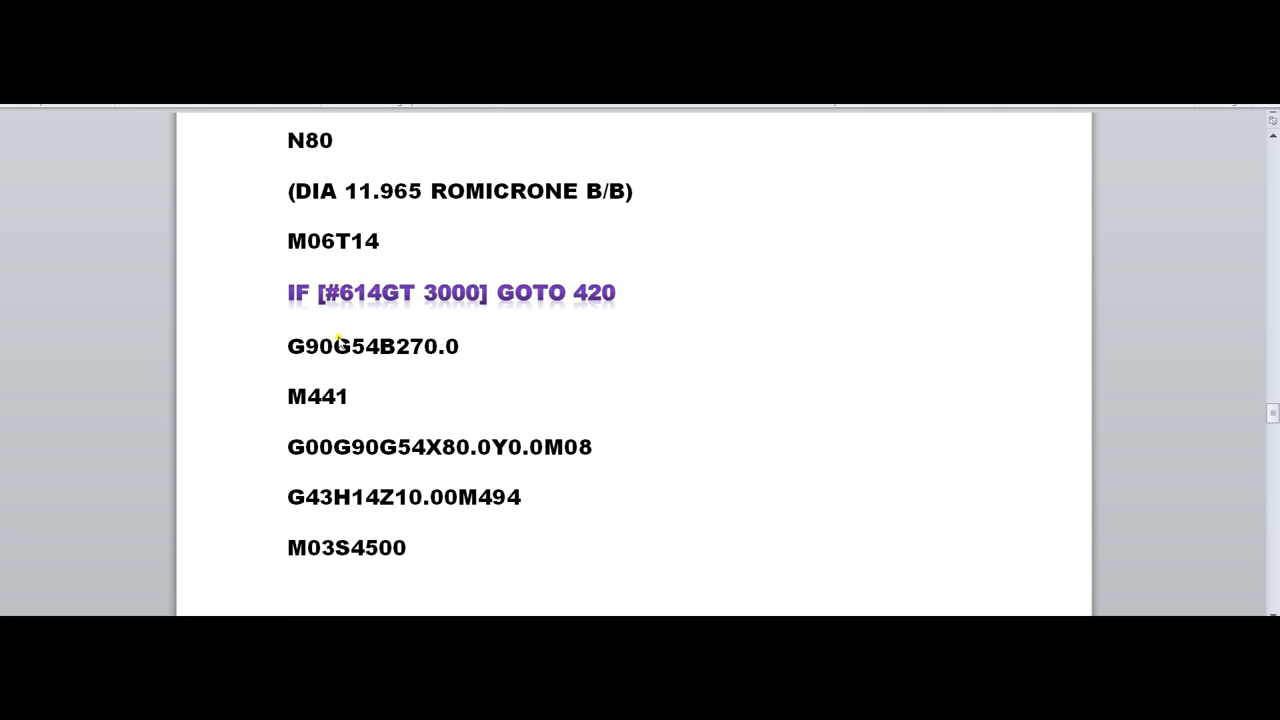 N80
(DIA 11.965 ROMICRONE B/B)
M06T14
IF [#614GT 3000] GOTO 420
G90G54B270.0
M441
G00G90G54X80.0Y0.0M08
G43H14Z10.00M494
M03S4500